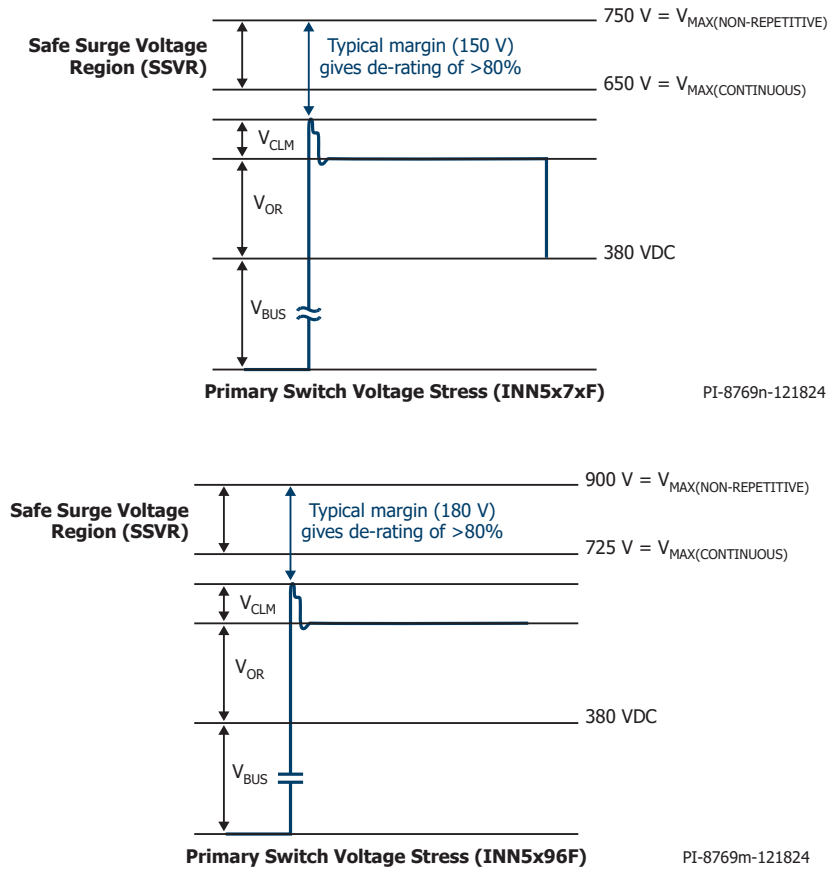 750 V = VMAX(NON-REPETITIVE)
Safe Surge Voltage
Region (SSVR)
Typical margin (150 V)
gives de-rating of >80%
650 V = VMAX(CONTINUOUS)
VCLM
VOR
380 VDC
VBUS
Primary Switch Voltage Stress (INN5x7xF)
PI-8769n-121824
900 V = VMAX(NON-REPETITIVE)
Safe Surge Voltage
Region (SSVR)
Typical margin (180 V)
gives de-rating of >80%
725 V = VMAX(CONTINUOUS)
VCLM
VOR
380 VDC
VBUS
Primary Switch Voltage Stress (INN5x96F)
PI-8769m-121824